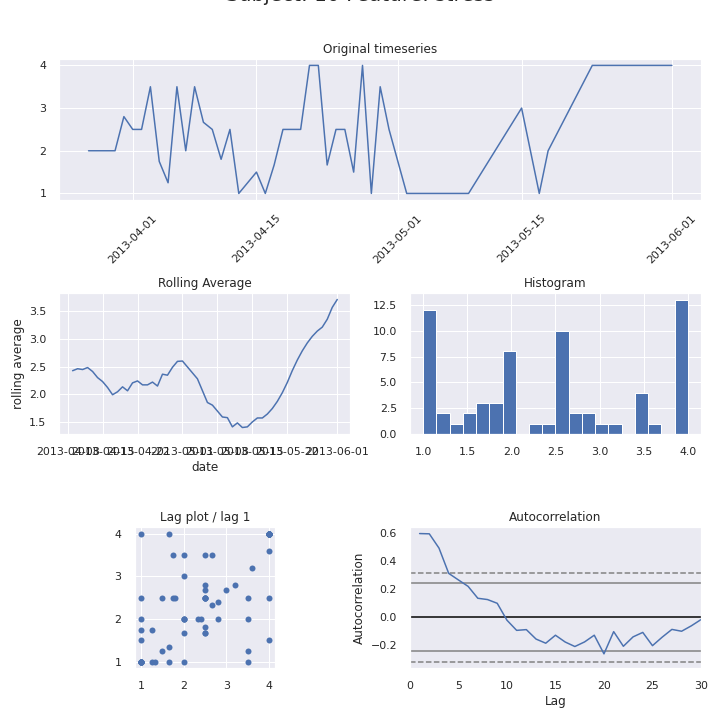 Original timeseries
4
3
2
1
2013-04-01
2013-04-15
2013-05-01
2013-05-15
2013-06-01
Rolling Average
rolling average
3.5
3.0
2.5
2.0
1.5
2013-06-01
date
Histogram
12.5
10.0
7.5
5.0
2.5
0.0
1.0 1.5 2.0 2.5 3.0 3.5 4.0
Lag plot / lag 1
4
3
2
1
1 2 3 4
Autocorrelation
Autocorrelation
0.6
0.4
0.2
0.0
−0.2
0 5 10 15 20 25 30
Lag